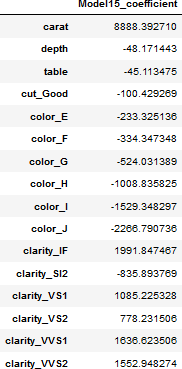 Model15_coefficient
carat 8888.392710
depth -48.171443
table -45.113475
cut_Good -100.429269
color_E -233.325136
color_F -334.347348
color_G -524.031389
color_H -1008.835825
color_I -1529.348297
color_J -2266.790736
clarity_IF 1991.847466
clarity_SI2 -835.893769
clarity_VS1 1085.225328
clarity_VS2 778.231506
clarity_VVS1 1636.623506
clarity_VVS2 1552.948274